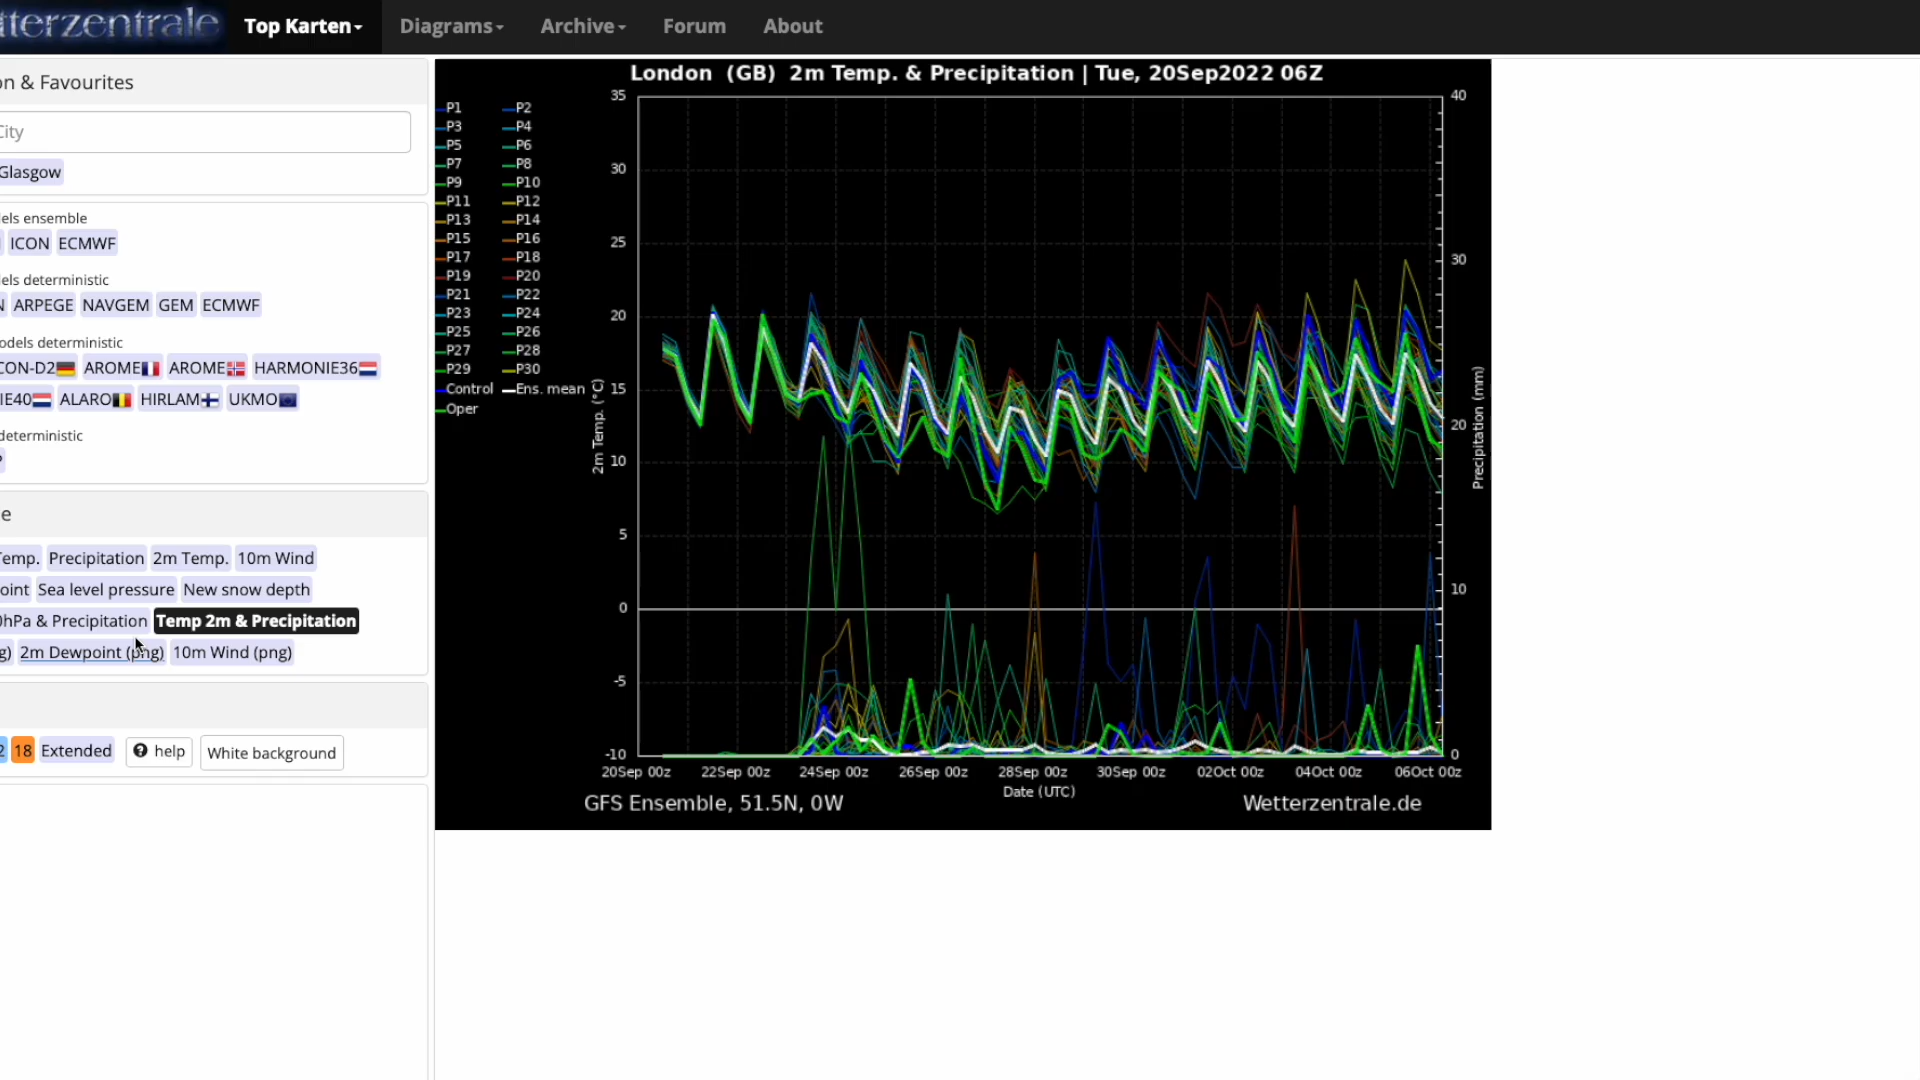 tterzentrale Top Karten Diagrams Archive Forum About
on & Favourites
City
Glasgow
els ensemble
ICON ECMWF
els deterministic
N ARPEGE NAVGEM GEM ECMWF
odels deterministic
CON-D2 AROME AROME HARMONIE36
IE40 ALARO HIRLAM UKMO
deterministic
e
Temp. Precipitation 2m Temp. 10m Wind
oint Sea level pressure New snow depth
0hPa & Precipitation Temp 2m & Precipitation
g) 2m Dewpoint (png) 10m Wind (png)
2 18 Extended help White background
London (GB) 2m Temp. & Precipitation | Tue, 20Sep2022 06Z
P1 P2
P3 P4
P5 P6
P7 P8
P9 P10
P11 P12
P13 P14
P15 P16
P17 P18
P19 P20
P21 P22
P23 P24
P25 P26
P27 P28
P29 P30
Control Ens. mean
Oper
2m Temp. (°C)
35
30
25
20
15
10
5
0
-5
-10
40
30
20
10
0
Precipitation (mm)
20Sep 00z 22Sep 00z 24Sep 00z 26Sep 00z 28Sep 00z 30Sep 00z 02Oct 00z 04Oct 00z 06Oct 00z
Date (UTC)
GFS Ensemble, 51.5N, 0W Wetterzentrale.de